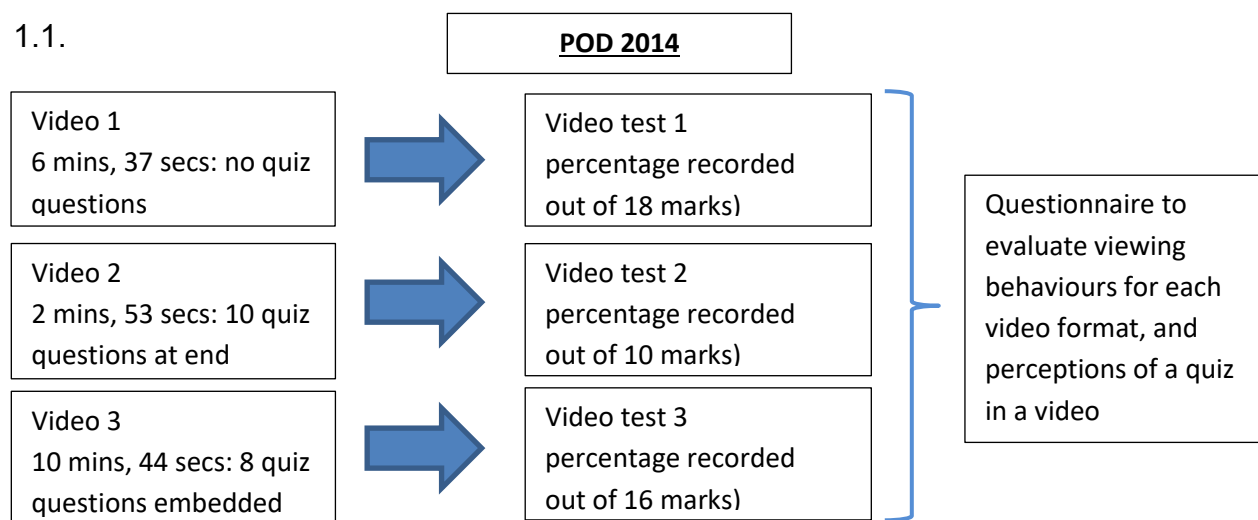 1.1.
POD 2014
Video 1
6 mins, 37 secs: no quiz
questions
Video test 1
percentage recorded
out of 18 marks)
Video 2
2 mins, 53 secs: 10 quiz
questions at end
Video test 2
percentage recorded
out of 10 marks)
Video 3
10 mins, 44 secs: 8 quiz
questions embedded
Video test 3
percentage recorded
out of 16 marks)
Questionnaire to
evaluate viewing
behaviours for each
video format, and
perceptions of a quiz
in a video